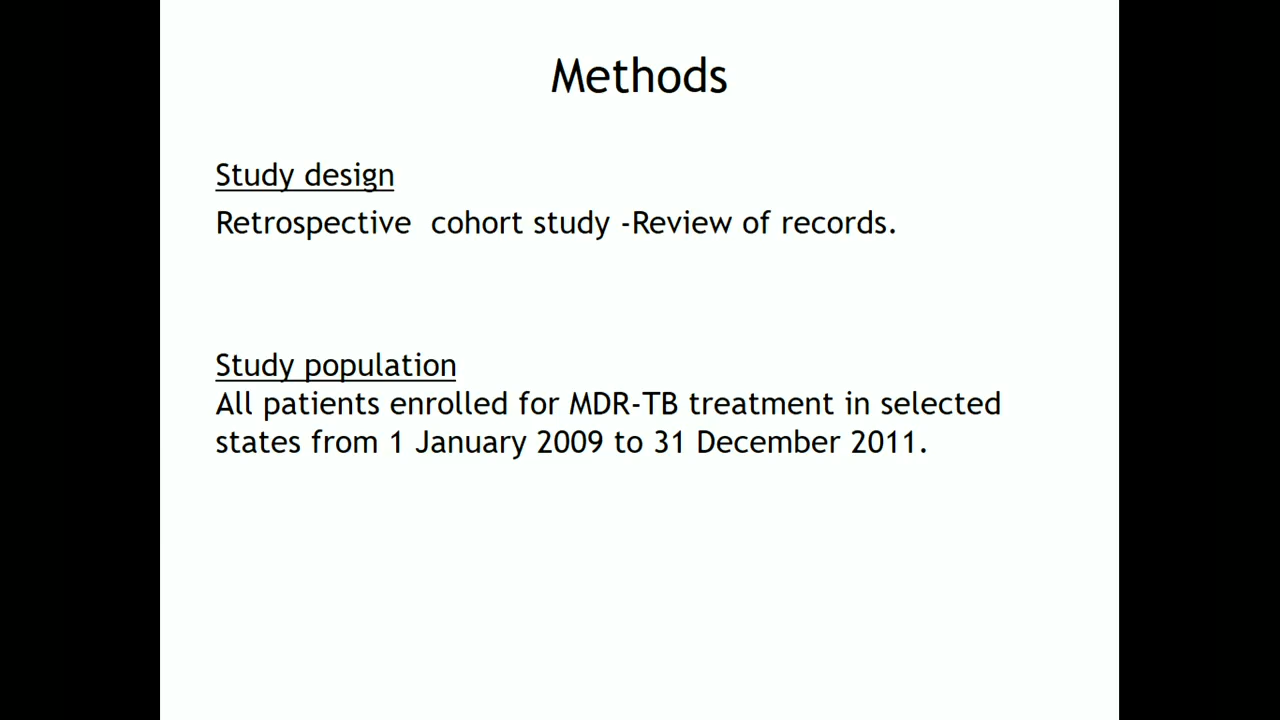 Methods
Study design
Retrospective  cohort study -Review of records.
Study population
All patients enrolled for MDR-TB treatment in selected
states from 1 January 2009 to 31 December 2011.